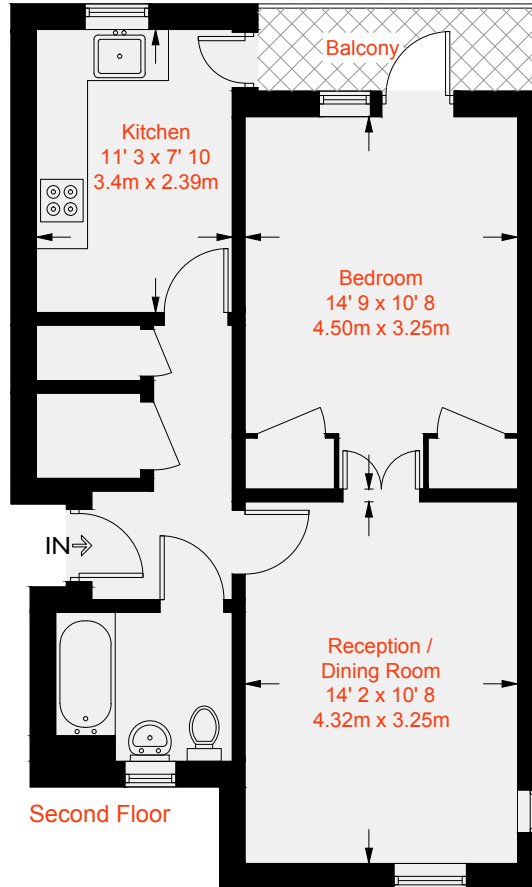 Balcony
Kitchen
11' 3 x 7' 10
3.4m x 2.39m
Bedroom
14' 9 x 10' 8
4.50m x 3.25m
IN
Reception /
Dining Room
14' 2 x 10' 8
4.32m x 3.25m
Second Floor